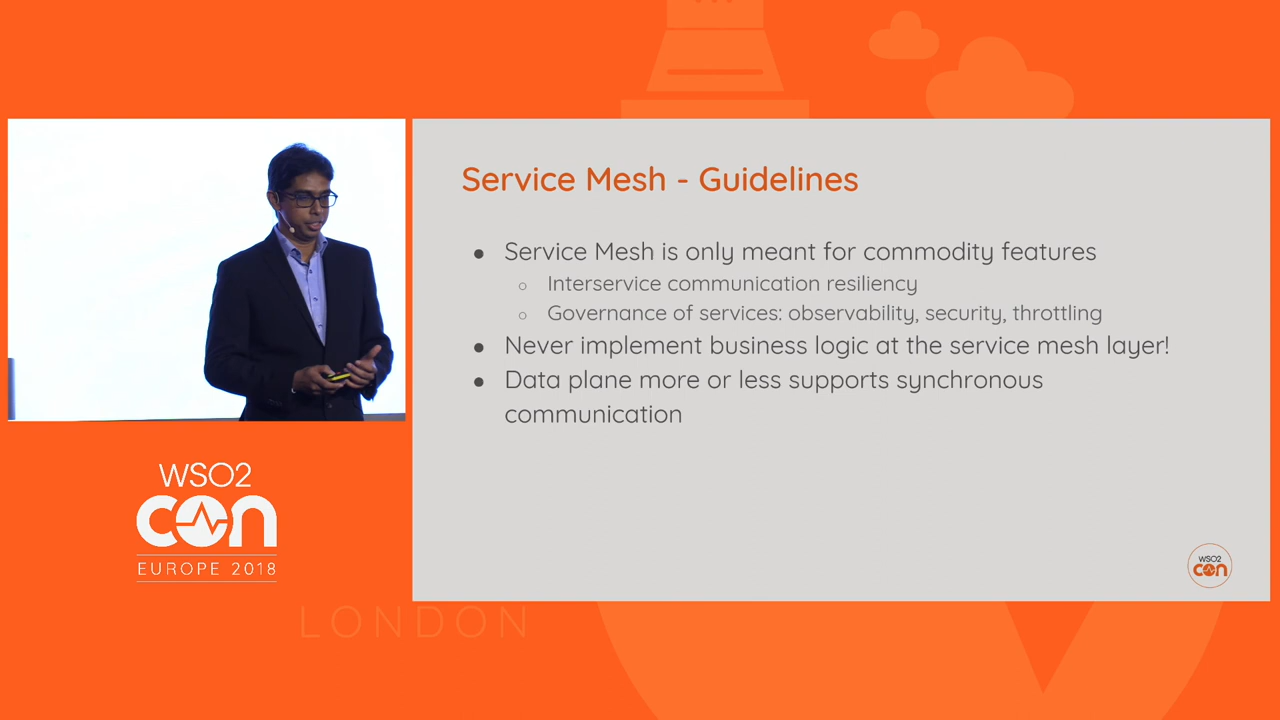 Service Mesh - Guidelines
● Service Mesh is only meant for commodity features
○ Interservice communication resiliency
○ Governance of services: observability, security, throttling
● Never implement business logic at the service mesh layer!
● Data plane more or less supports synchronous
communication
WSO2
con
EUROPE 2018
LONDON
WSO2
con